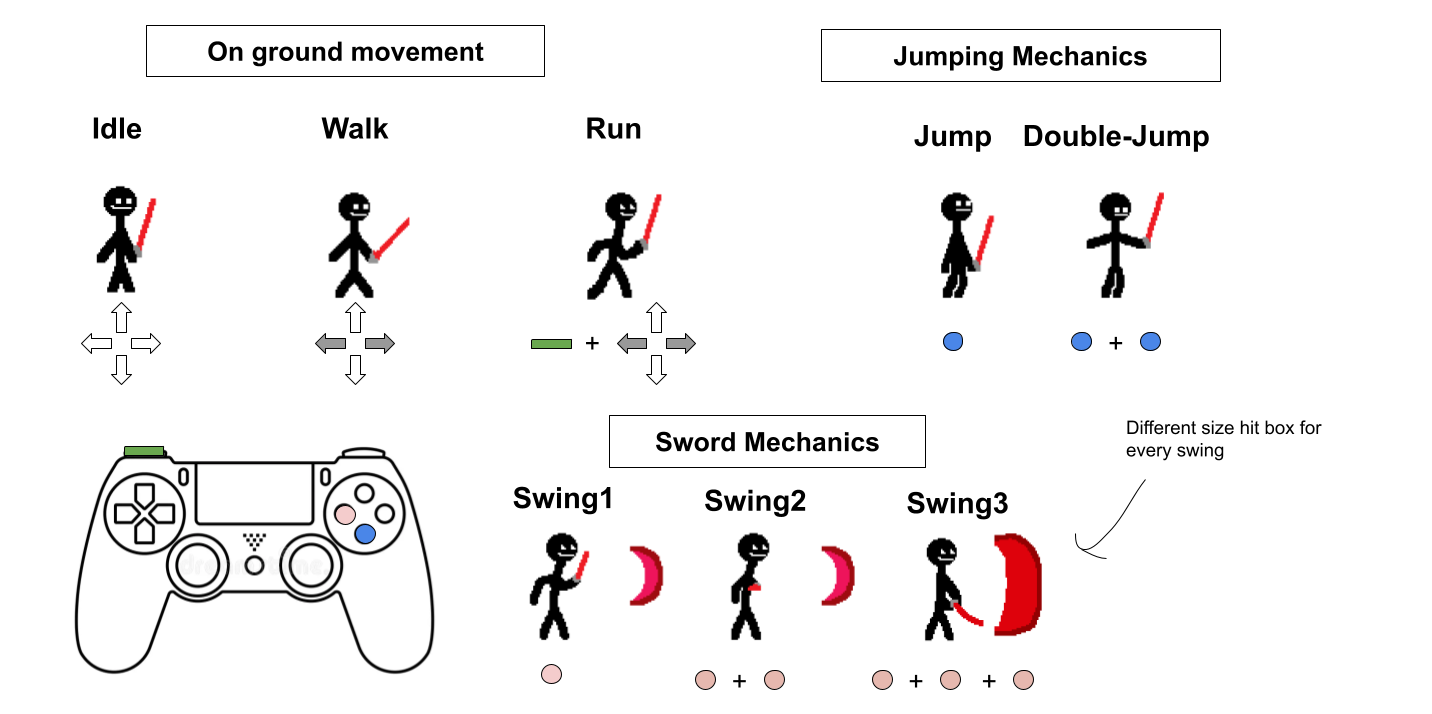 On ground movement
Jumping Mechanics
Idle
Walk
Run
Jump
Double-Jump
+
+
Sword Mechanics
Different size hit box for
every swing
Swing1
Swing2
Swing3
+
+
+